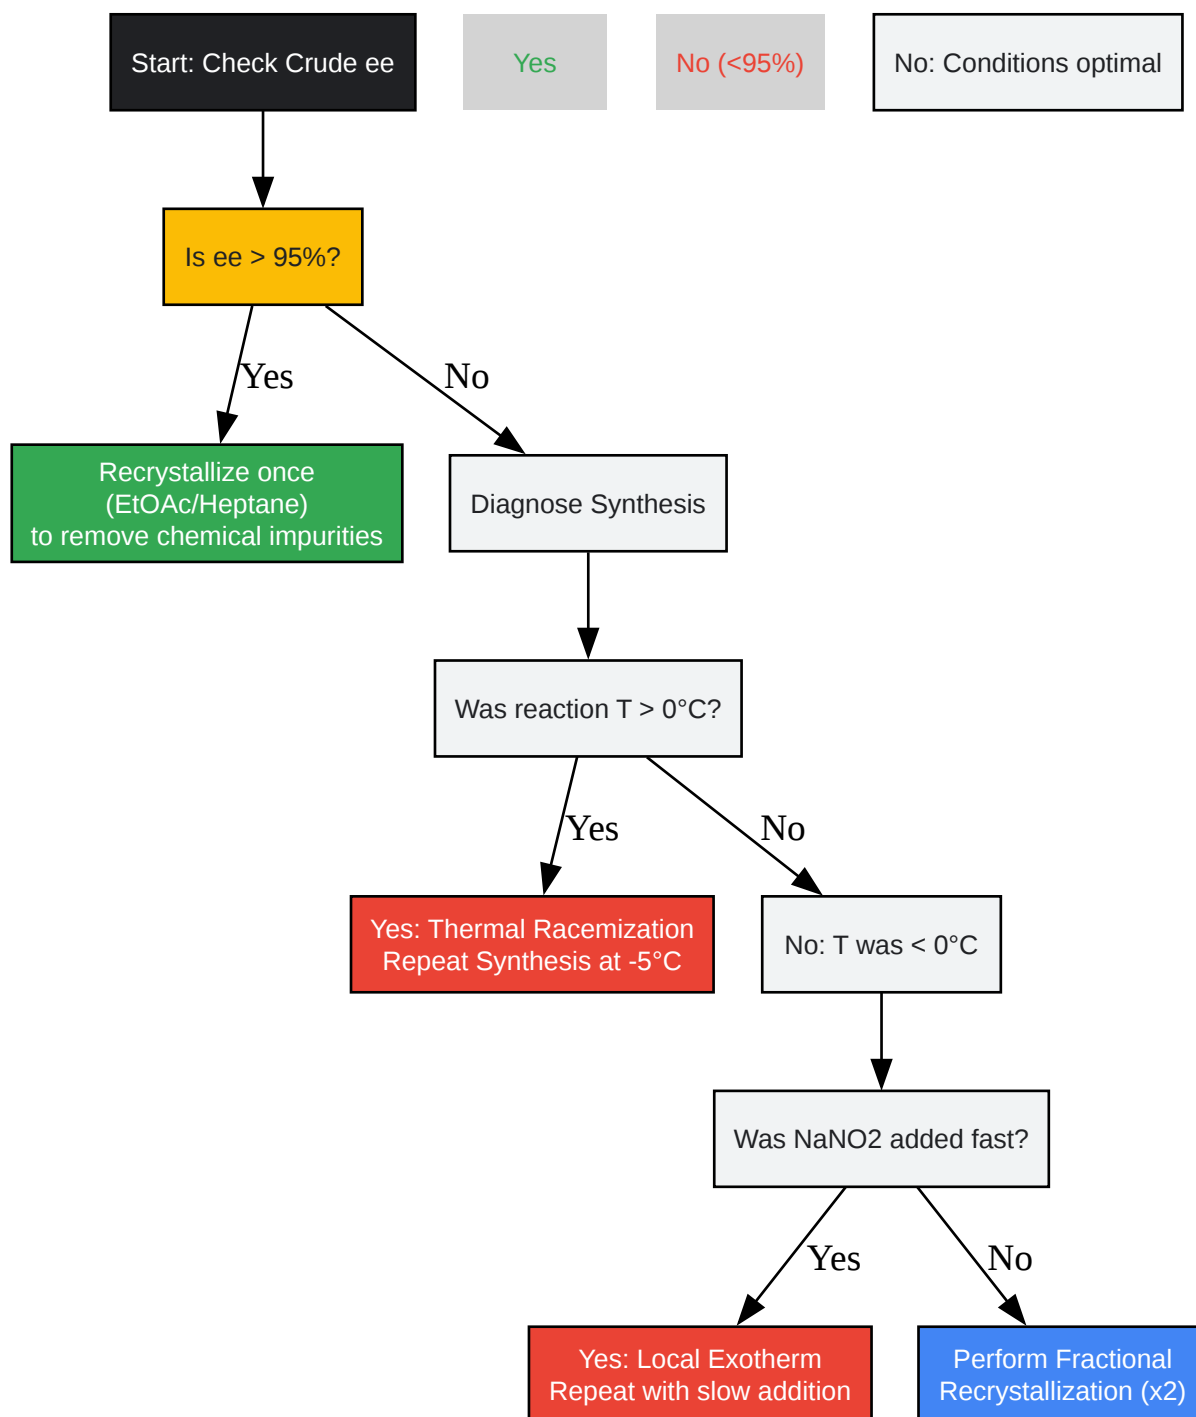 Start: Check Crude ee
Yes
No (<95%)
No: Conditions optimal
Is ee > 95%?
Yes
No
Recrystallize once
(EtOAc/Heptane)
to remove chemical impurities
Diagnose Synthesis
Was reaction T > 0°C?
Yes
No
Yes: Thermal Racemization
Repeat Synthesis at -5°C
No: T was < 0°C
Was NaNO2 added fast?
Yes
No
Yes: Local Exotherm
Repeat with slow addition
Perform Fractional
Recrystallization (x2)